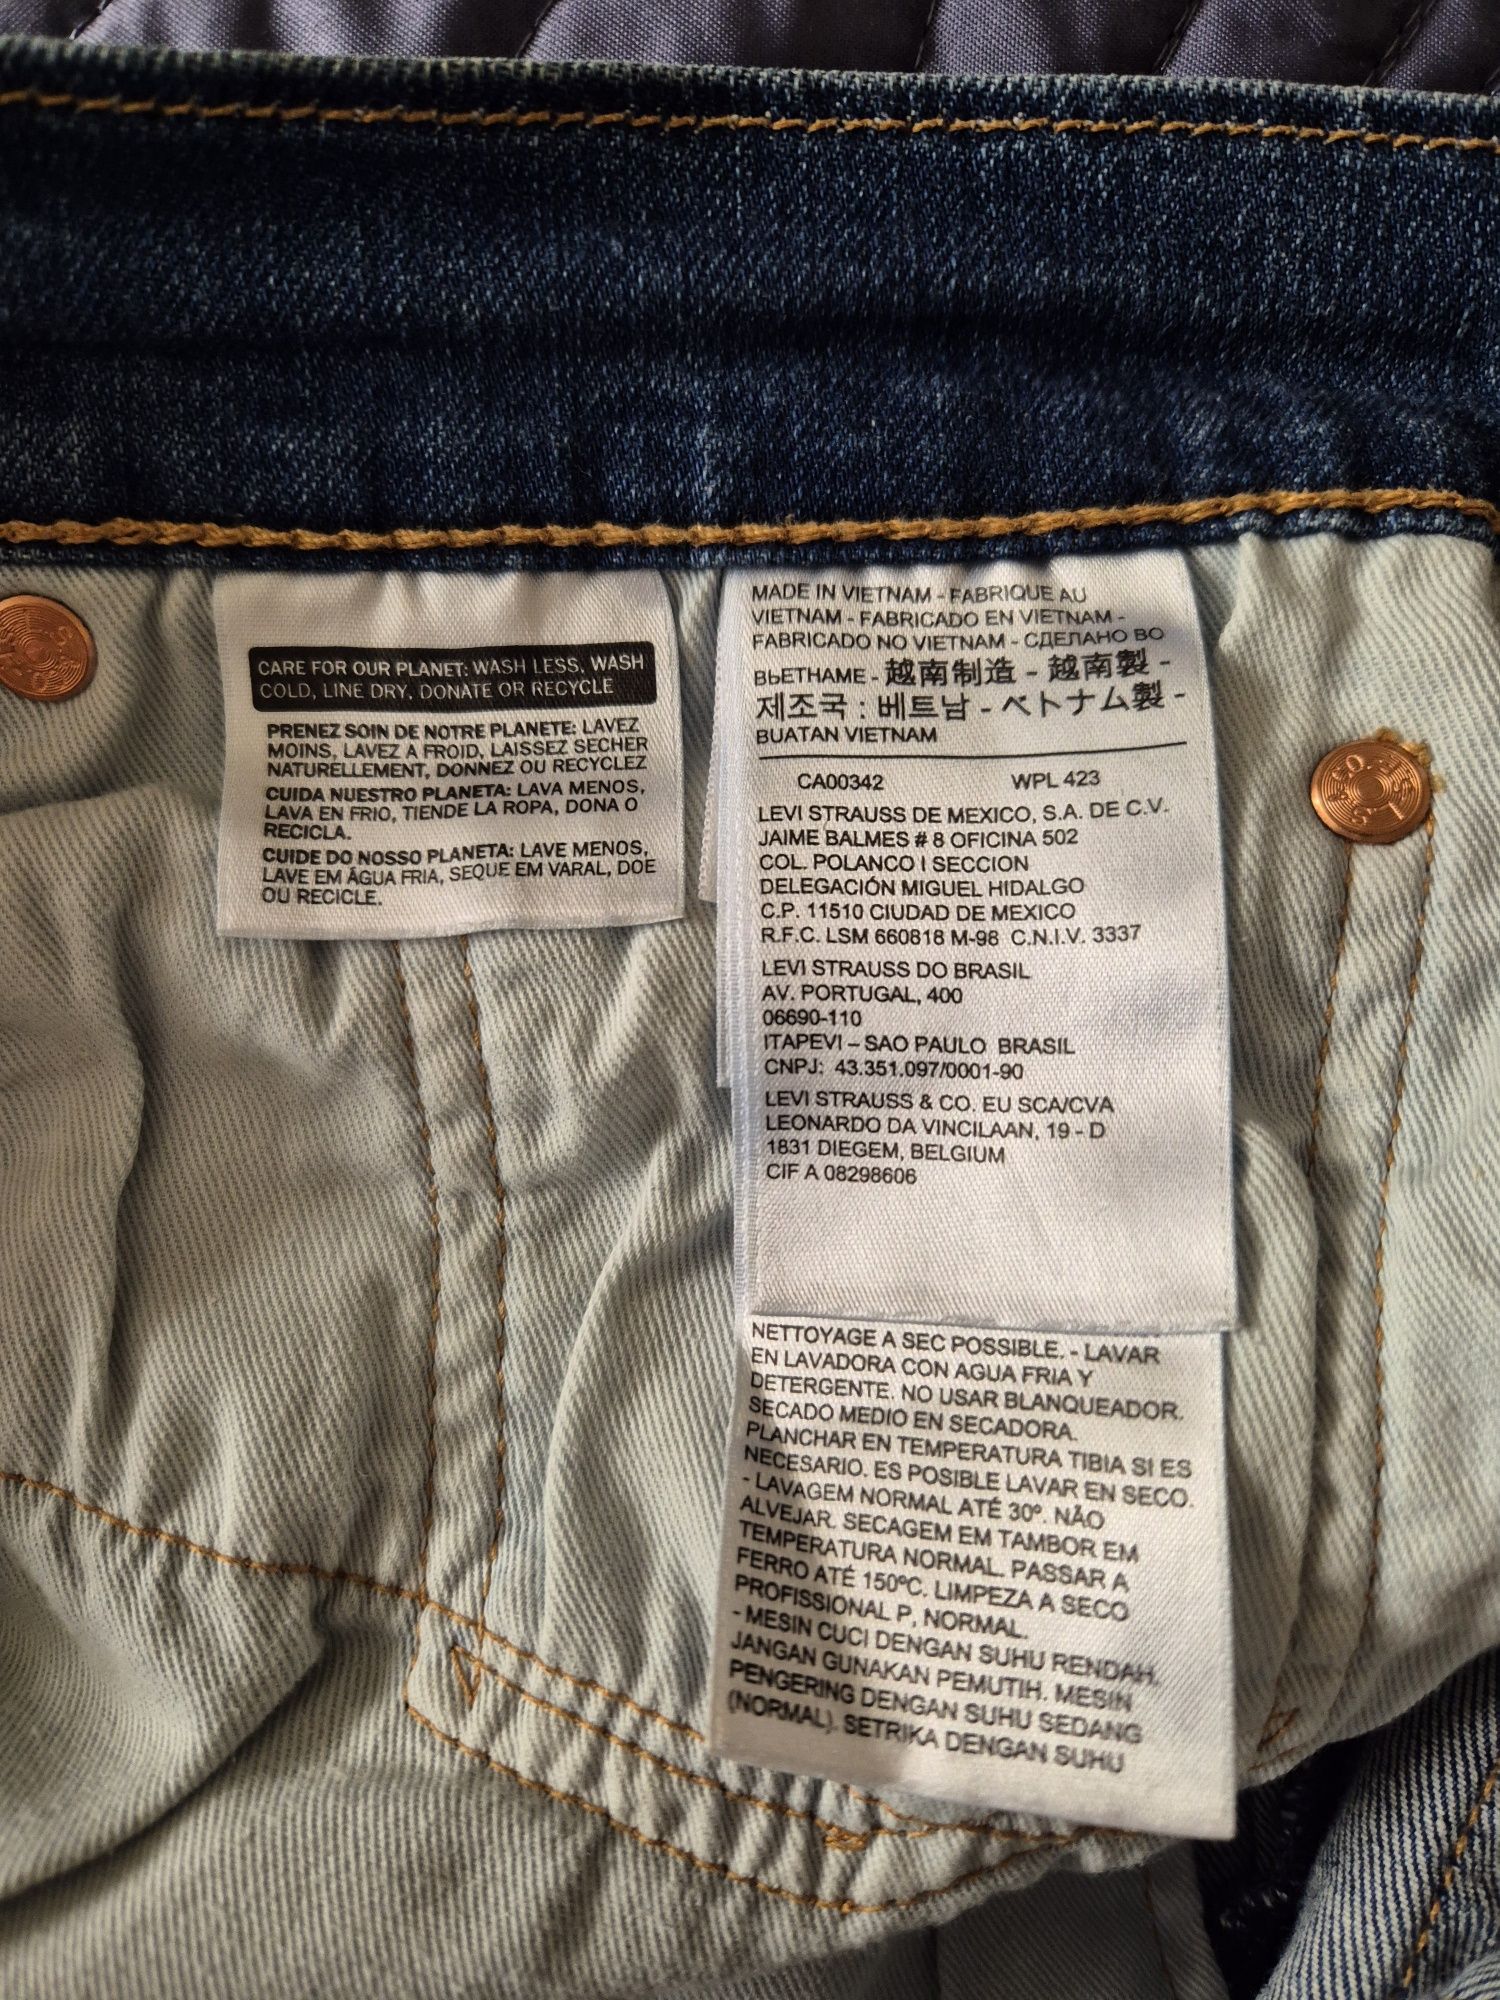 CARE FOR OUR PLANET: WASH LESS, WASH
COLD, LINE DRY, DONATE OR RECYCLE
PRENEZ SOIN DE NOTRE PLANETE: LAVEZ
MOINS, LAVEZ A FROID, LAISSEZ SECHER
NATURELLEMENT, DONNEZ OU RECYCLEZ
CUIDA NUESTRO PLANETA: LAVA MENOS,
LAVA EN FRIO, TIENDE LA ROPA, DONA O
RECICLA.
CUIDE DO NOSSO PLANETA: LAVE MENOS,
LAVE EM ÁGUA FRIA, SEQUE EM VARAL, DOE
OU RECICLE.
MADE IN VIETNAM - FABRIQUE AU
VIETNAM - FABRICADO EN VIETNAM -
FABRICADO NO VIETNAM - СДЕЛАНО ВО
ВЬЕТНАМЕ - 越南制造 - 越南製 -
제조국 : 베트남 - ベトナム製 -
BUATAN VIETNAM
CA00342 WPL 423
LEVI STRAUSS DE MEXICO, S.A. DE C.V.
JAIME BALMES # 8 OFICINA 502
COL. POLANCO I SECCION
DELEGACIÓN MIGUEL HIDALGO
C.P. 11510 CIUDAD DE MEXICO
R.F.C. LSM 660818 M-98 C.N.I.V. 3337
LEVI STRAUSS DO BRASIL
AV. PORTUGAL, 400
06690-110
ITAPEVI – SAO PAULO BRASIL
CNPJ: 43.351.097/0001-90
LEVI STRAUSS & CO. EU SCA/CVA
LEONARDO DA VINCILAAN, 19 - D
1831 DIEGEM, BELGIUM
CIF A 08298606
NETTOYAGE A SEC POSSIBLE. - LAVAR
EN LAVADORA CON AGUA FRIA Y
DETERGENTE. NO USAR BLANQUEADOR.
SECADO MEDIO EN SECADORA.
PLANCHAR EN TEMPERATURA TIBIA SI ES
NECESARIO. ES POSIBLE LAVAR EN SECO.
- LAVAGEM NORMAL ATÉ 30º. NÃO
ALVEJAR. SECAGEM EM TAMBOR EM
TEMPERATURA NORMAL. PASSAR A
FERRO ATÉ 150ºC. LIMPEZA A SECO
PROFISSIONAL P, NORMAL.
- MESIN CUCI DENGAN SUHU RENDAH.
JANGAN GUNAKAN PEMUTIH. MESIN
PENGERING DENGAN SUHU SEDANG
(NORMAL). SETRIKA DENGAN SUHU